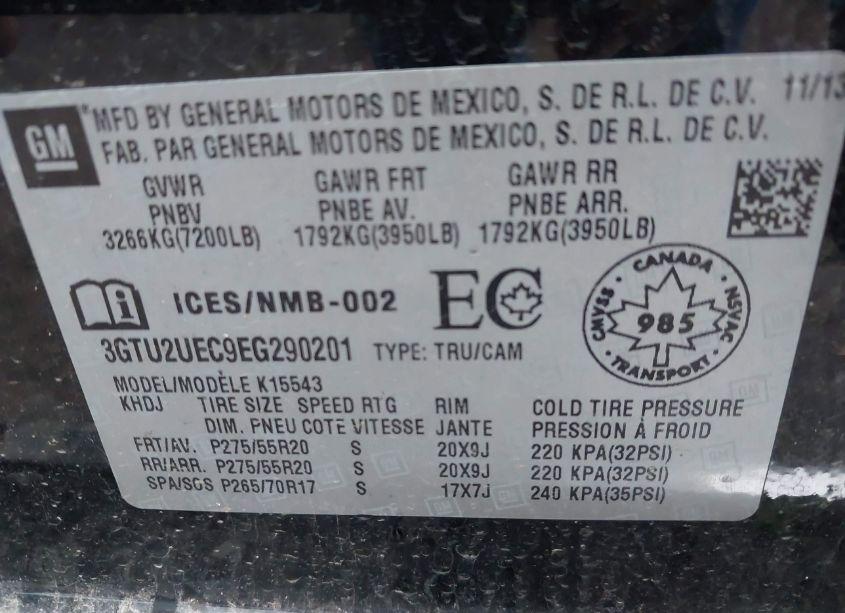 GM
MFD BY GENERAL MOTORS DE MEXICO, S. DE R.L. DE C.V. 11/13
FAB. PAR GENERAL MOTORS DE MEXICO, S. DE R.L. DE C.V.
GVWR GAWR FRT GAWR RR
PNBV PNBE AV. PNBE ARR.
3266KG(7200LB) 1792KG(3950LB) 1792KG(3950LB)
i ICES/NMB-002 EC
CANADA
CMVSS 985 NSVAC
TRANSPORT
3GTU2UEC9EG290201 TYPE: TRU/CAM
MODEL/MODÈLE K15543
KHDJ TIRE SIZE SPEED RTG RIM COLD TIRE PRESSURE
DIM. PNEU COTE VITESSE JANTE PRESSION À FROID
FRT/AV. P275/55R20 S 20X9J 220 KPA(32PSI)
RR/ARR. P275/55R20 S 20X9J 220 KPA(32PSI)
SPA/SGS P265/70R17 S 17X7J 240 KPA(35PSI)